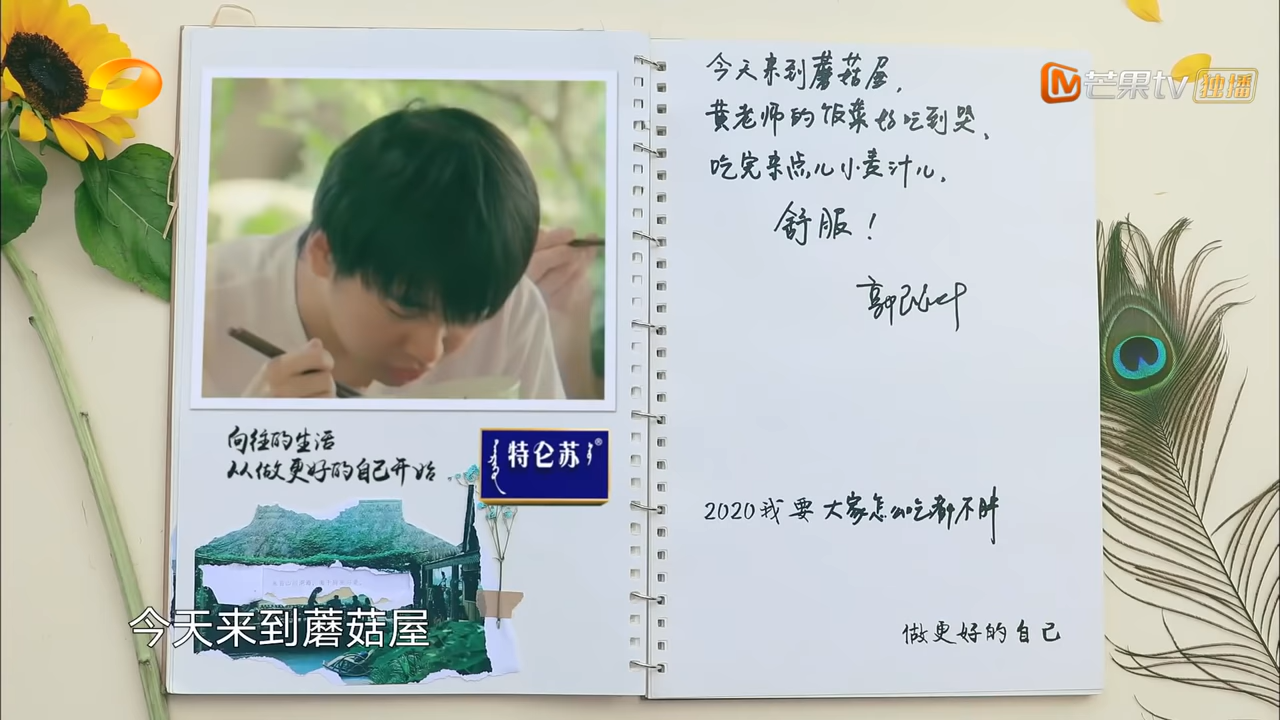 芒果tv 独播
今天来到蘑菇屋,
黄老师的饭菜好吃到哭、
吃完来点儿小麦汁儿.
舒服!
2020我要大家怎么吃都不胖
做更好的自己
向往的生活
从做更好的自己开始
特仑苏®
今天来到蘑菇屋